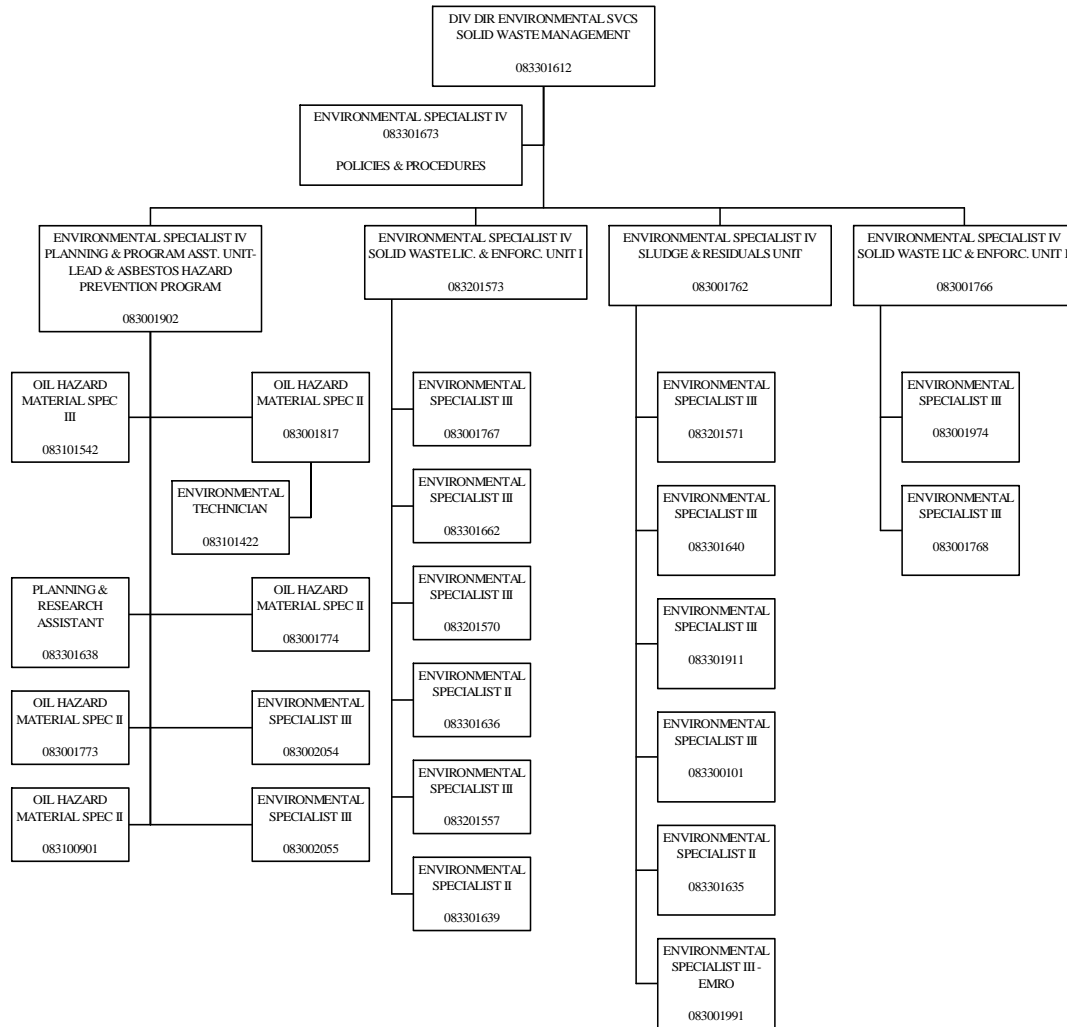 DIV DIR ENVIRONMENTAL SVCS
SOLID WASTE MANAGEMENT
083301612
ENVIRONMENTAL SPECIALIST IV
083301673
POLICIES & PROCEDURES
ENVIRONMENTAL SPECIALIST IV
PLANNING & PROGRAM ASST. UNIT-
LEAD & ASBESTOS HAZARD
PREVENTION PROGRAM
083001902
ENVIRONMENTAL SPECIALIST IV
SOLID WASTE LIC. & ENFORC. UNIT I
083201573
ENVIRONMENTAL SPECIALIST IV
SLUDGE & RESIDUALS UNIT
083001762
ENVIRONMENTAL SPECIALIST IV
SOLID WASTE LIC & ENFORC. UNIT I
083001766
OIL HAZARD
MATERIAL SPEC
III
083101542
OIL HAZARD
MATERIAL SPEC II
083001817
ENVIRONMENTAL
TECHNICIAN
083101422
PLANNING &
RESEARCH
ASSISTANT
083301638
OIL HAZARD
MATERIAL SPEC II
083001774
OIL HAZARD
MATERIAL SPEC II
083001773
ENVIRONMENTAL
SPECIALIST III
083002054
OIL HAZARD
MATERIAL SPEC II
083100901
ENVIRONMENTAL
SPECIALIST III
083002055
ENVIRONMENTAL
SPECIALIST III
083001767
ENVIRONMENTAL
SPECIALIST III
083301662
ENVIRONMENTAL
SPECIALIST III
083201570
ENVIRONMENTAL
SPECIALIST II
083301636
ENVIRONMENTAL
SPECIALIST III
083201557
ENVIRONMENTAL
SPECIALIST II
083301639
ENVIRONMENTAL
SPECIALIST III
083201571
ENVIRONMENTAL
SPECIALIST III
083301640
ENVIRONMENTAL
SPECIALIST III
083301911
ENVIRONMENTAL
SPECIALIST III
083300101
ENVIRONMENTAL
SPECIALIST II
083301635
ENVIRONMENTAL
SPECIALIST III -
EMRO
083001991
ENVIRONMENTAL
SPECIALIST III
083001974
ENVIRONMENTAL
SPECIALIST III
083001768